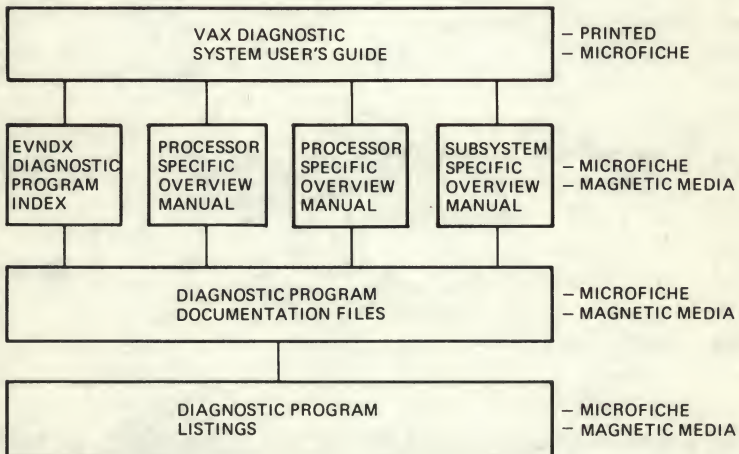 VAX DIAGNOSTIC
SYSTEM USER'S GUIDE
– PRINTED
– MICROFICHE
EVNDX
DIAGNOSTIC
PROGRAM
INDEX
PROCESSOR
SPECIFIC
OVERVIEW
MANUAL
PROCESSOR
SPECIFIC
OVERVIEW
MANUAL
SUBSYSTEM
SPECIFIC
OVERVIEW
MANUAL
– MICROFICHE
– MAGNETIC MEDIA
DIAGNOSTIC PROGRAM
DOCUMENTATION FILES
– MICROFICHE
– MAGNETIC MEDIA
DIAGNOSTIC PROGRAM
LISTINGS
– MICROFICHE
– MAGNETIC MEDIA